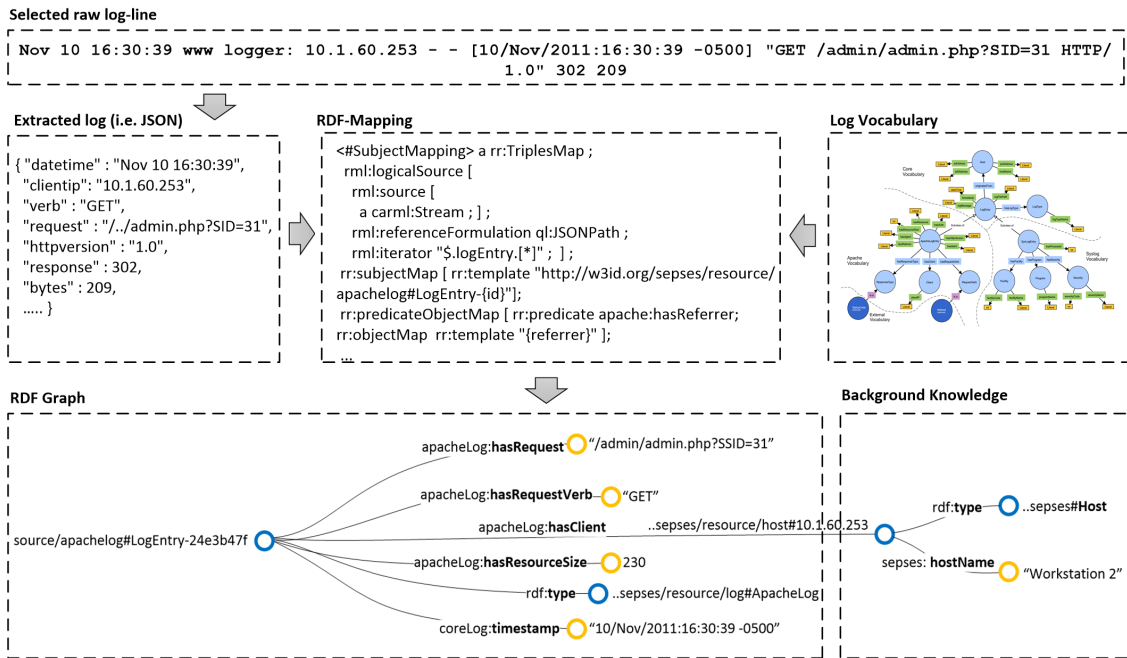 Selected raw log-line
Nov 10 16:30:39 www logger: 10.1.60.253 - - [10/Nov/2011:16:30:39 -0500] "GET /admin/admin.php?SID=31 HTTP/
1.0" 302 209
Extracted log (i.e. JSON)
{ "datetime" : "Nov 10 16:30:39",
"clientip": "10.1.60.253",
"verb" : "GET",
"request" : "/../admin.php?SID=31",
"httpversion" : "1.0",
"response" : 302,
"bytes" : 209,
….. }
RDF-Mapping
<#SubjectMapping> a rr:TriplesMap ;
rml:logicalSource [
rml:source [
a carml:Stream ; ] ;
rml:referenceFormulation ql:JSONPath ;
rml:iterator "$.logEntry.[*]" ; ] ;
rr:subjectMap [ rr:template "http://w3id.org/sepses/resource/
apachelog#LogEntry-{id}"];
rr:predicateObjectMap [ rr:predicate apache:hasReferrer;
rr:objectMap rr:template "{referrer}" ];
...
Log Vocabulary
Core
Vocabulary
Apache
Vocabulary
Syslog
Vocabulary
External
Vocabulary
RDF Graph
apacheLog:hasRequest "/admin/admin.php?SSID=31"
apacheLog:hasRequestVerb "GET"
apacheLog:hasClient ..sepses/resource/host#10.1.60.253
source/apachelog#LogEntry-24e3b47f
apacheLog:hasResourceSize 230
rdf:type ..sepses/resource/log#ApacheLog
coreLog:timestamp "10/Nov/2011:16:30:39 -0500"
Background Knowledge
rdf:type ..sepses#Host
sepses: hostName
"Workstation 2"